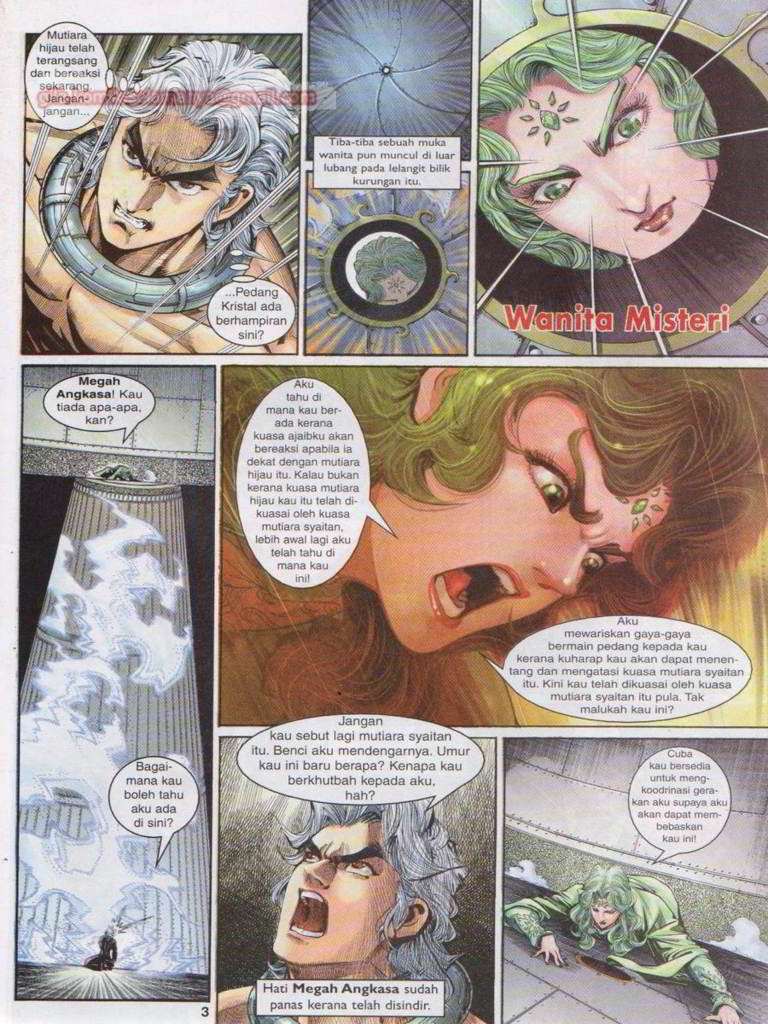 Mutiara
hijau telah
terangsang
dan bereaksi
sekarang.
Jangan-
jangan...
...Pedang
Kristal ada
berhampiran
sini?
Tiba-tiba sebuah muka
wanita pun muncul di luar
lubang pada lelangit bilik
kurungan itu.
Wanita Misteri
Megah
Angkasa! Kau
tiada apa-apa,
kan?
Bagai-
mana kau
boleh tahu
aku ada
di sini?
Aku
tahu di
mana kau ber-
ada kerana
kuasa ajaibku akan
bereaksi apabila ia
dekat dengan mutiara
hijau itu. Kalau bukan
kerana kuasa mutiara
hijau kau itu telah di-
kuasai oleh kuasa
mutiara syaitan,
lebih awal lagi aku
telah tahu di
mana kau
ini!
Aku
mewariskan gaya-gaya
bermain pedang kepada kau
kerana kuharap kau akan dapat menen-
tang dan mengatasi kuasa mutiara syaitan
itu. Kini kau telah dikuasai oleh kuasa
mutiara syaitan itu pula. Tak
malukah kau ini?
Jangan
kau sebut lagi mutiara syaitan
itu. Benci aku mendengarnya. Umur
kau ini baru berapa? Kenapa kau
berkhutbah kepada aku,
hah?
Hati Megah Angkasa sudah
panas kerana telah disindir.
Cuba
kau bersedia
untuk meng-
koodrinasi gera-
kan aku supaya aku
akan dapat mem-
bebaskan
kau ini!
3